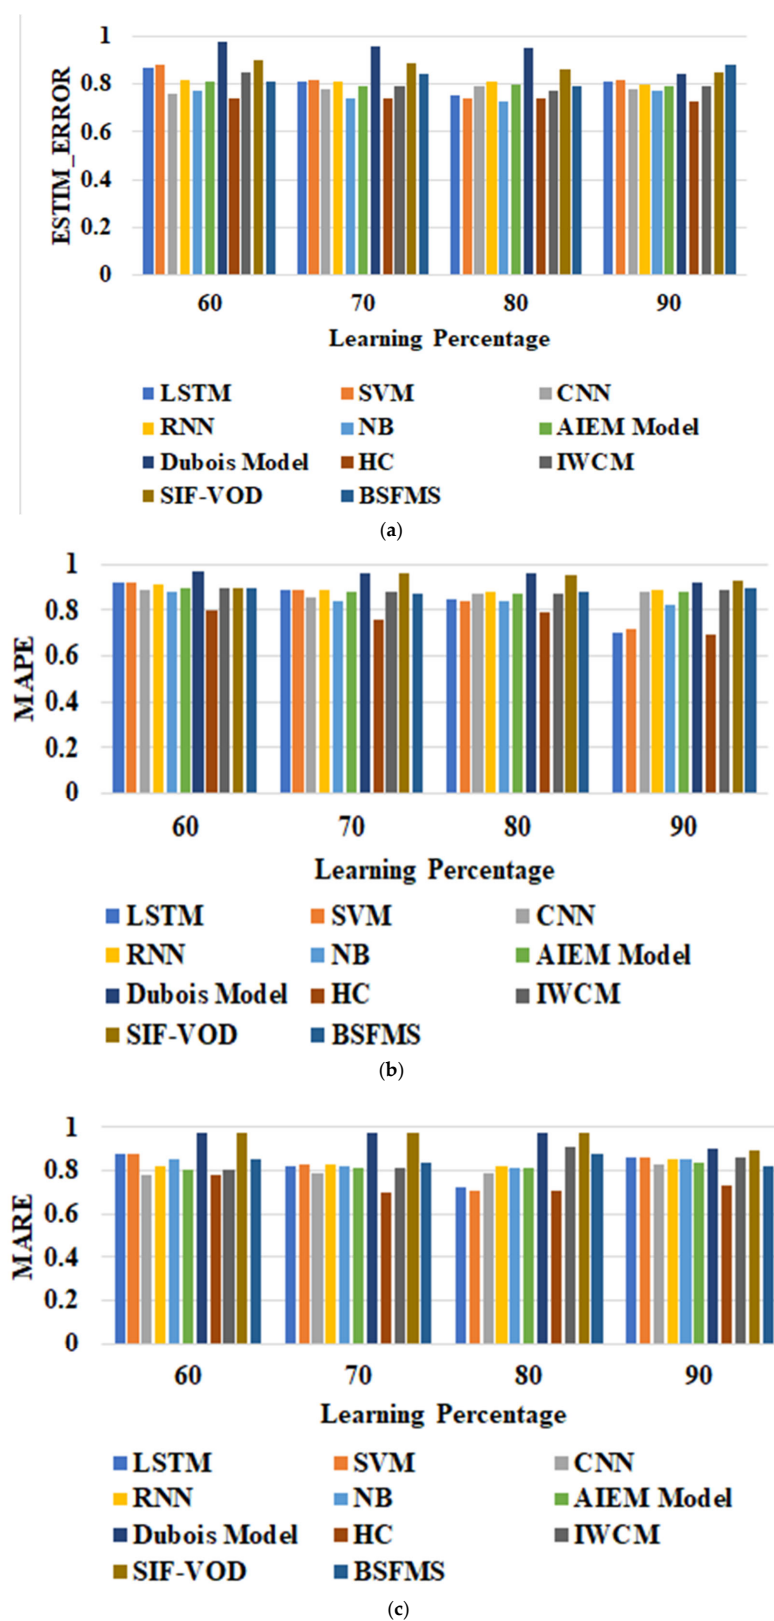 1
0.8
0.6
0.4
0.2
0
ESTIM_ERROR
60 70 80 90
Learning Percentage
LSTM SVM CNN
RNN NB AIEM Model
Dubois Model HC IWCM
SIF-VOD BSFMS
(a)
1
0.8
0.6
0.4
0.2
0
MAPE
60 70 80 90
Learning Percentage
LSTM SVM CNN
RNN NB AIEM Model
Dubois Model HC IWCM
SIF-VOD BSFMS
(b)
1
0.8
0.6
0.4
0.2
0
MARE
60 70 80 90
Learning Percentage
LSTM SVM CNN
RNN NB AIEM Model
Dubois Model HC IWCM
SIF-VOD BSFMS
(c)